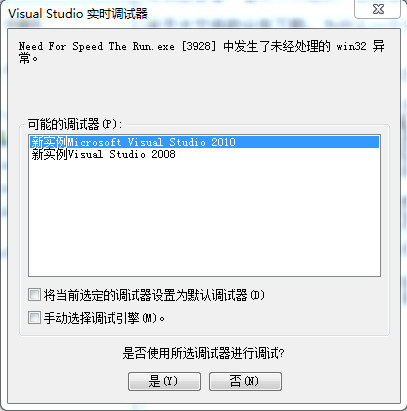 Visual Studio 实时调试器
Need For Speed The Run.exe [3928] 中发生了未经处理的 win32 异
常。
可能的调试器(P):
新实例Microsoft Visual Studio 2010
新实例Visual Studio 2008
将当前选定的调试器设置为默认调试器(D)
手动选择调试引擎(M)。
是否使用所选调试器进行调试?
是(Y)
否(N)